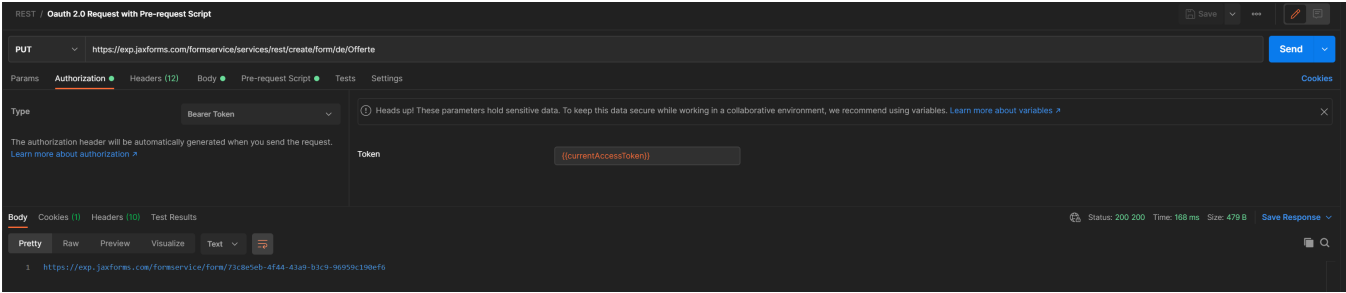 REST / Oauth 2.0 Request with Pre-request Script Save
PUT https://exp.jaxforms.com/formservice/services/rest/create/form/de/Offerte Send
Params Authorization Headers (12) Body Pre-request Script Tests Settings Cookies
Type Bearer Token Heads up! These parameters hold sensitive data. To keep this data secure while working in a collaborative environment, we recommend using variables. Learn more about variables ↗
The authorization header will be automatically generated when you send the request.
Learn more about authorization ↗
Token {{currentAccessToken}}
Body Cookies (1) Headers (10) Test Results Status: 200 200 Time: 168 ms Size: 479 B Save Response
Pretty Raw Preview Visualize Text
1 https://exp.jaxforms.com/formservice/form/73c8e5eb-4f44-43a9-b3c9-96959c190ef6